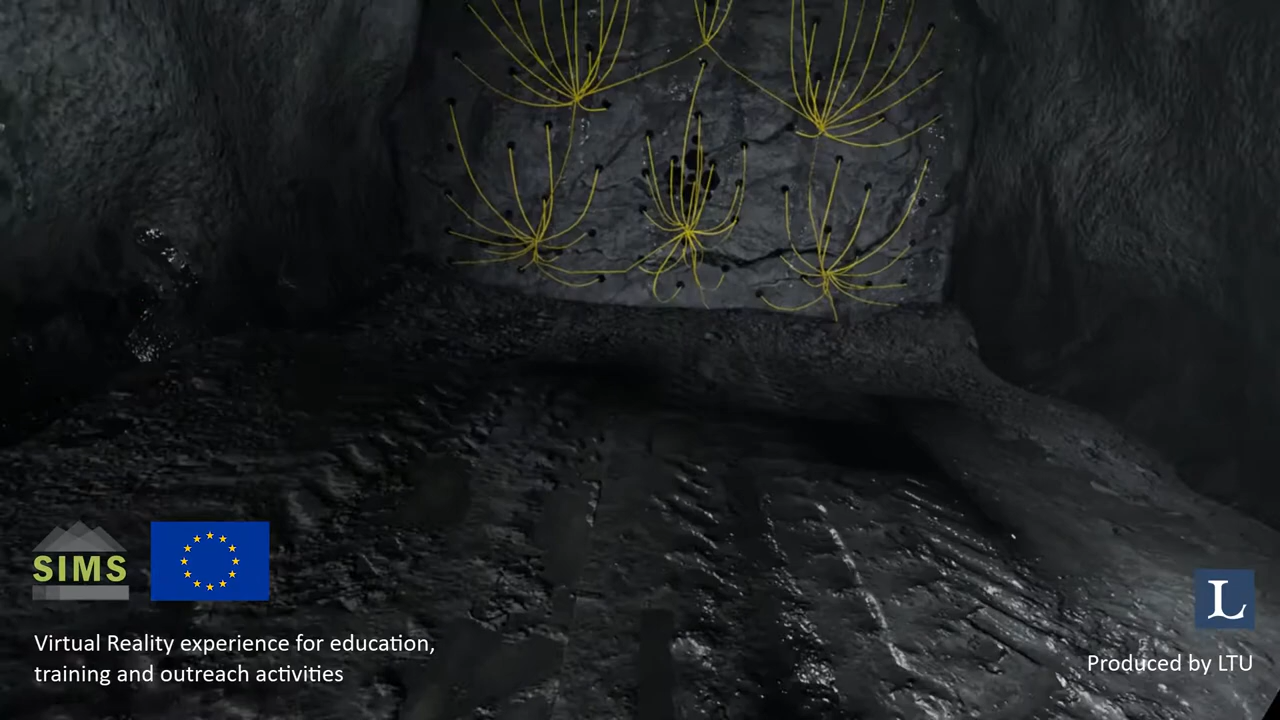 SIMS
Virtual Reality experience for education,
training and outreach activities
L
Produced by LTU